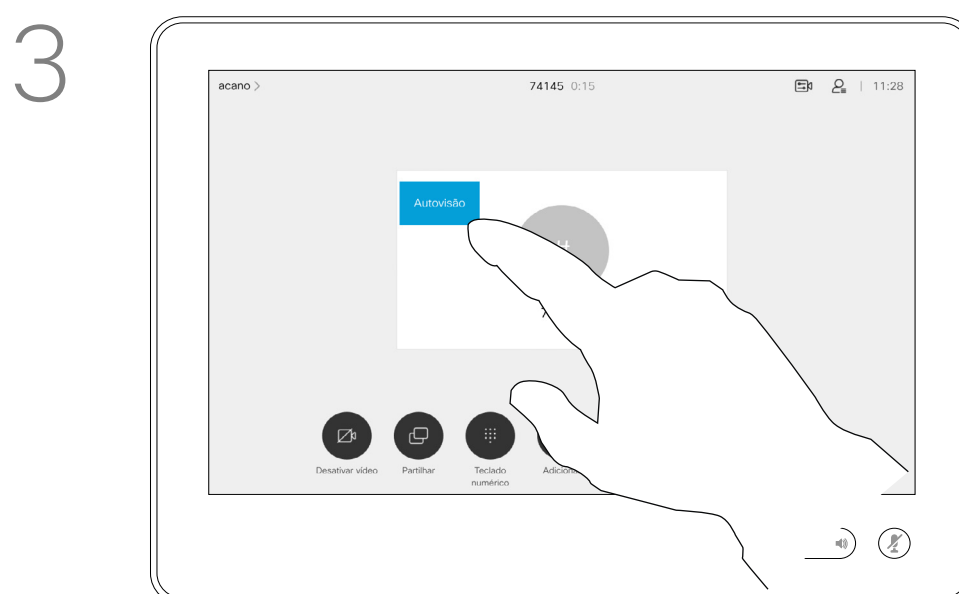 3
acano
74145 0:15
11:28
Autovisão
Desativar vídeo
Partilhar
Teclado
numérico